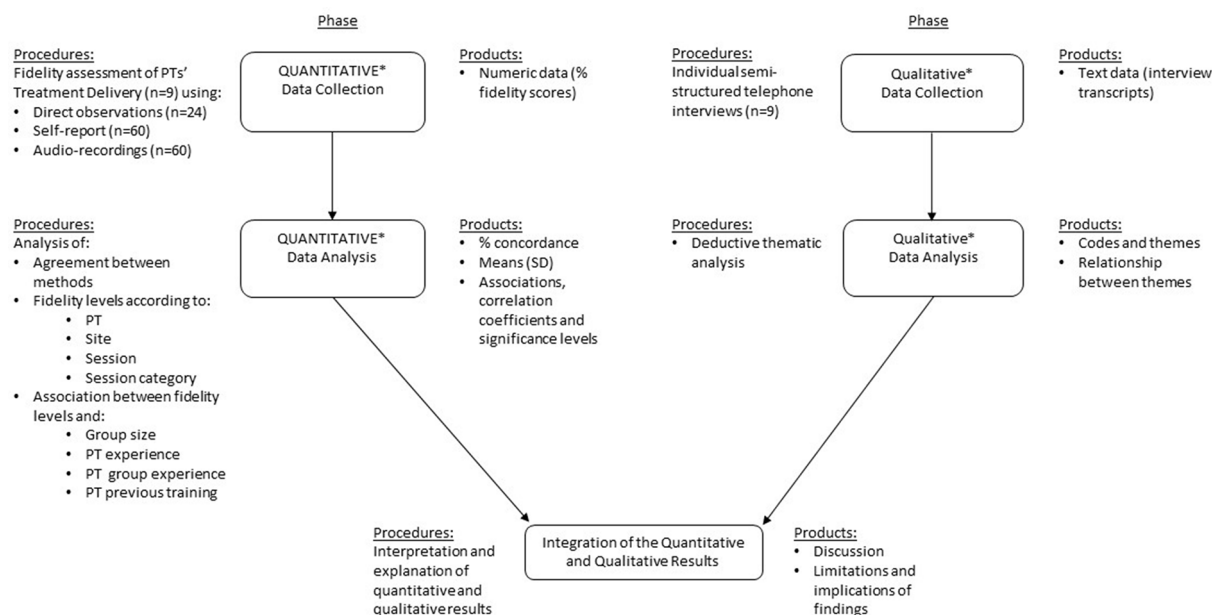 Phase
Procedures:
Fidelity assessment of PTs'
Treatment Delivery (n=9) using:
• Direct observations (n=24)
• Self-report (n=60)
• Audio-recordings (n=60)
QUANTITATIVE*
Data Collection
Products:
• Numeric data (%
fidelity scores)
Procedures:
Analysis of:
• Agreement between
methods
• Fidelity levels according to:
• PT
• Site
• Session
• Session category
• Association between fidelity
levels and:
• Group size
• PT experience
• PT group experience
• PT previous training
QUANTITATIVE*
Data Analysis
Products:
• % concordance
• Means (SD)
• Associations,
correlation
coefficients and
significance levels
Phase
Procedures:
Individual semi-
structured telephone
interviews (n=9)
Qualitative*
Data Collection
Products:
• Text data (interview
transcripts)
Procedures:
• Deductive thematic
analysis
Qualitative*
Data Analysis
Products:
• Codes and themes
• Relationship
between themes
Procedures:
Interpretation and
explanation of
quantitative and
qualitative results
Integration of the Quantitative
and Qualitative Results
Products:
• Discussion
• Limitations and
implications of
findings